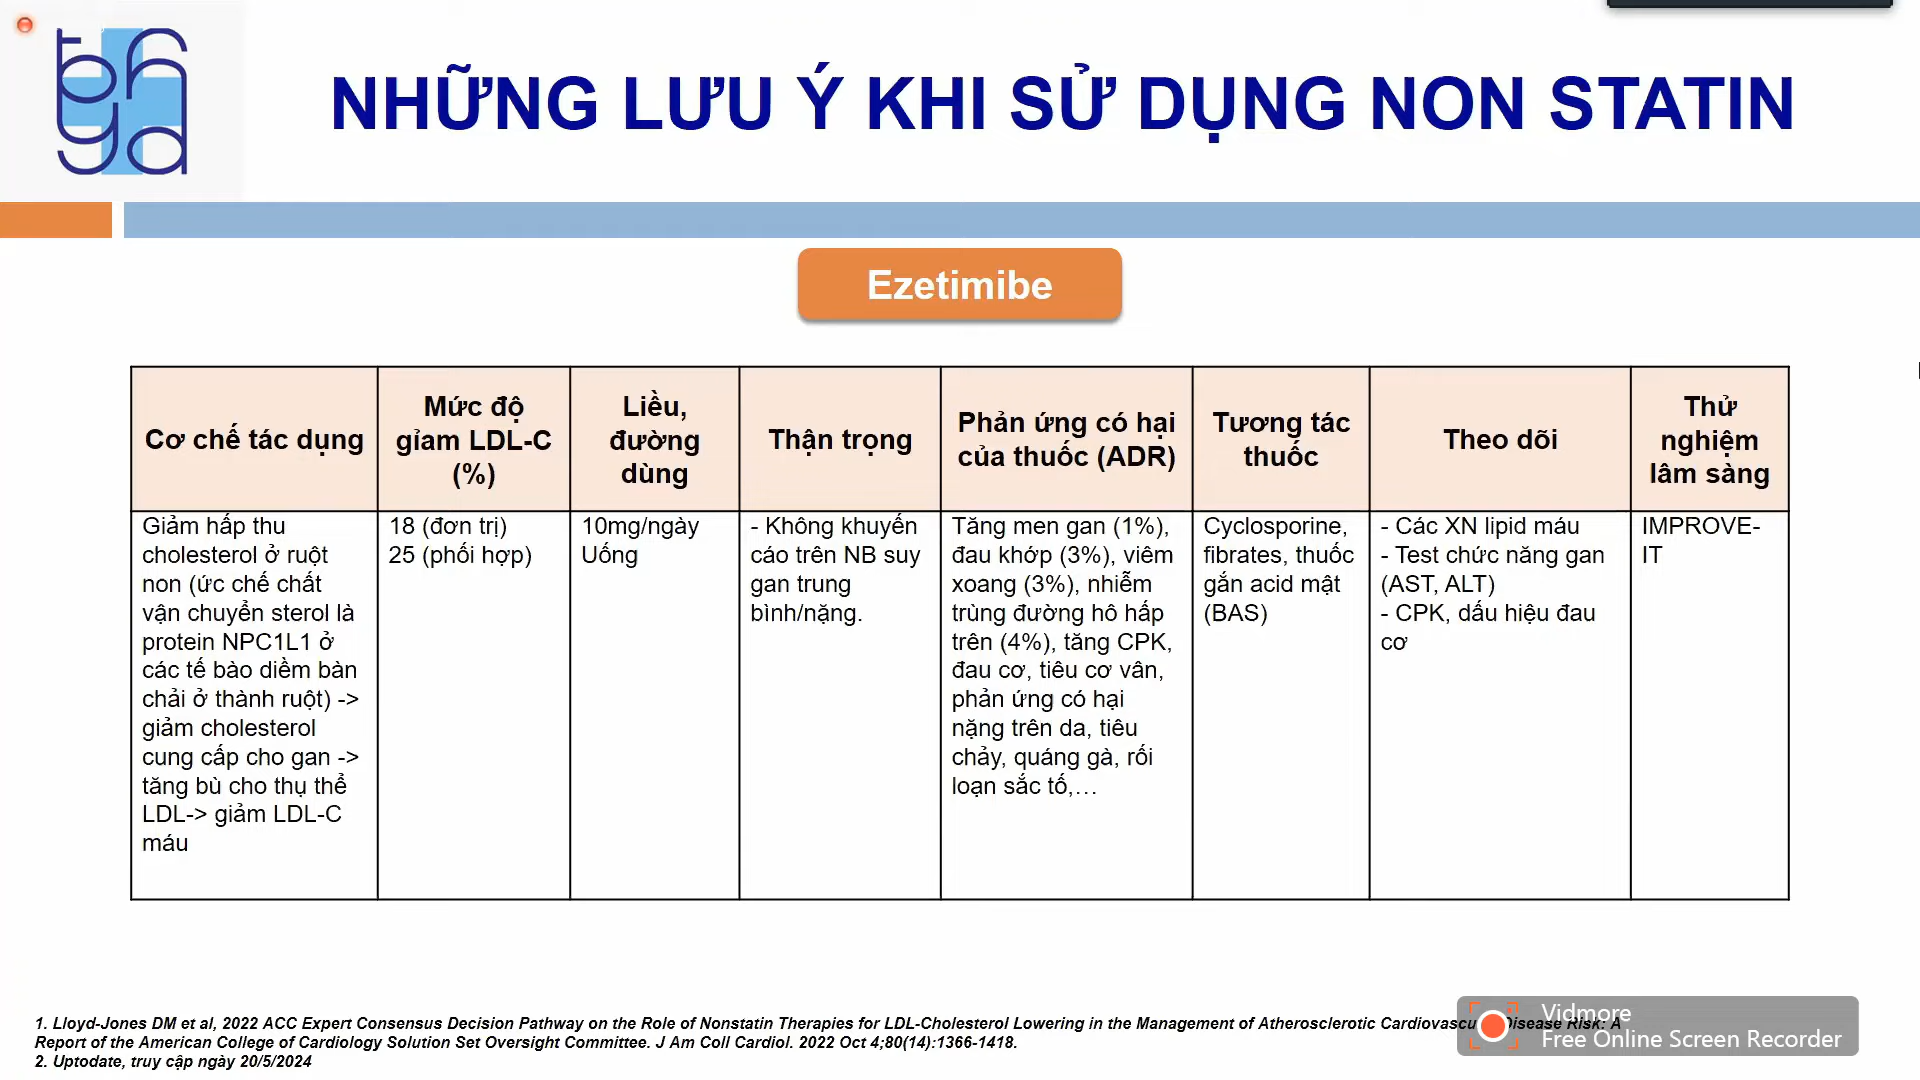 bh
ya
NHỮNG LƯU Ý KHI SỬ DỤNG NON STATIN
Ezetimibe
Cơ chế tác dụng
Mức độ
giảm LDL-C
(%)
Liều,
đường
dùng
Thận trọng
Phản ứng có hại
của thuốc (ADR)
Tương tác
thuốc
Theo dõi
Thử
nghiệm
lâm sàng
Giảm hấp thu
cholesterol ở ruột
non (ức chế chất
vận chuyển sterol là
protein NPC1L1 ở
các tế bào diềm bàn
chải ở thành ruột) ->
giảm cholesterol
cung cấp cho gan ->
tăng bù cho thụ thể
LDL-> giảm LDL-C
máu
18 (đơn trị)
25 (phối hợp)
10mg/ngày
Uống
- Không khuyến
cáo trên NB suy
gan trung
bình/nặng.
Tăng men gan (1%),
đau khớp (3%), viêm
xoang (3%), nhiễm
trùng đường hô hấp
trên (4%), tăng CPK,
đau cơ, tiêu cơ vân,
phản ứng có hại
nặng trên da, tiêu
chảy, quáng gà, rối
loạn sắc tố,…
Cyclosporine,
fibrates, thuốc
gắn acid mật
(BAS)
- Các XN lipid máu
- Test chức năng gan
(AST, ALT)
- CPK, dấu hiệu đau
cơ
IMPROVE-
IT
1. Lloyd-Jones DM et al, 2022 ACC Expert Consensus Decision Pathway on the Role of Nonstatin Therapies for LDL-Cholesterol Lowering in the Management of Atherosclerotic Cardiovascu Disease Risk: A
Report of the American College of Cardiology Solution Set Oversight Committee. J Am Coll Cardiol. 2022 Oct 4;80(14):1366-1418.
2. Uptodate, truy cập ngày 20/5/2024
Vidmore
Free Online Screen Recorder